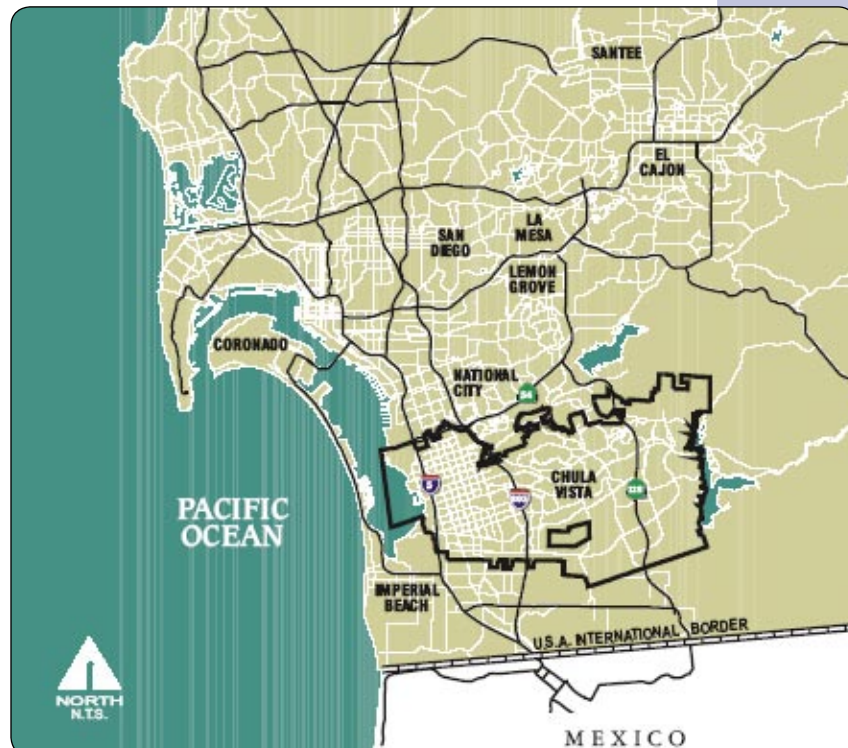 SANTEE
EL
CAJON
LA
MESA
SAN
DIEGO
LEMON
GROVE
CORONADO
NATIONAL
CITY
54
5
805
125
CHULA
VISTA
PACIFIC
OCEAN
IMPERIAL
BEACH
U.S.A. INTERNATIONAL BORDER
NORTH
N.T.S.
MEXICO